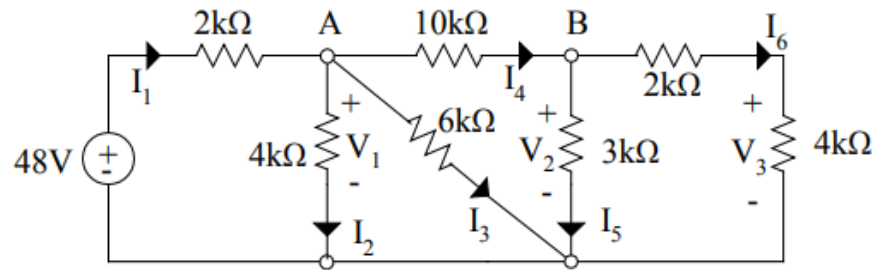 2kΩ A 10kΩ B I₆
I₁ I₄ 2kΩ
48V + - 4kΩ + V₁ - 6kΩ + V₂ - 3kΩ + V₃ - 4kΩ
I₂ I₃ I₅